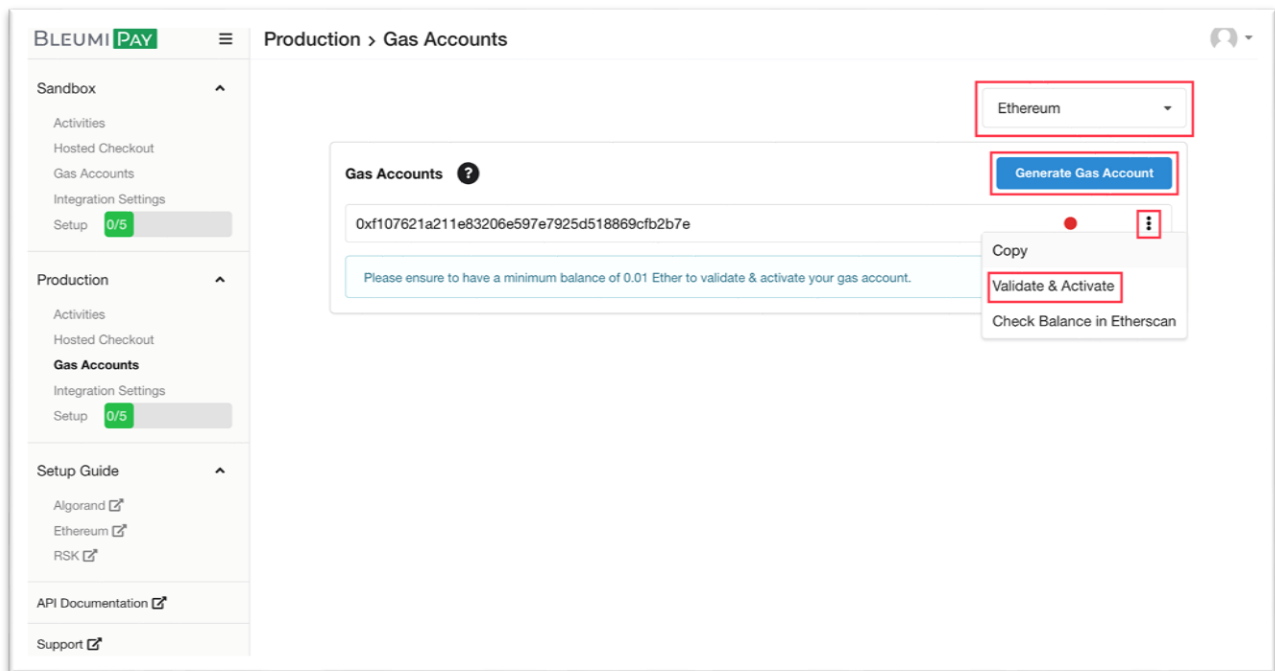 BLEUMI PAY
Production > Gas Accounts
Sandbox
Activities
Hosted Checkout
Gas Accounts
Integration Settings
Setup 0/5
Production
Activities
Hosted Checkout
Gas Accounts
Integration Settings
Setup 0/5
Setup Guide
Algorand
Ethereum
RSK
API Documentation
Support
Ethereum
Gas Accounts ?
Generate Gas Account
0xf107621a211e83206e597e7925d518869cfb2b7e
Please ensure to have a minimum balance of 0.01 Ether to validate & activate your gas account.
Copy
Validate & Activate
Check Balance in Etherscan